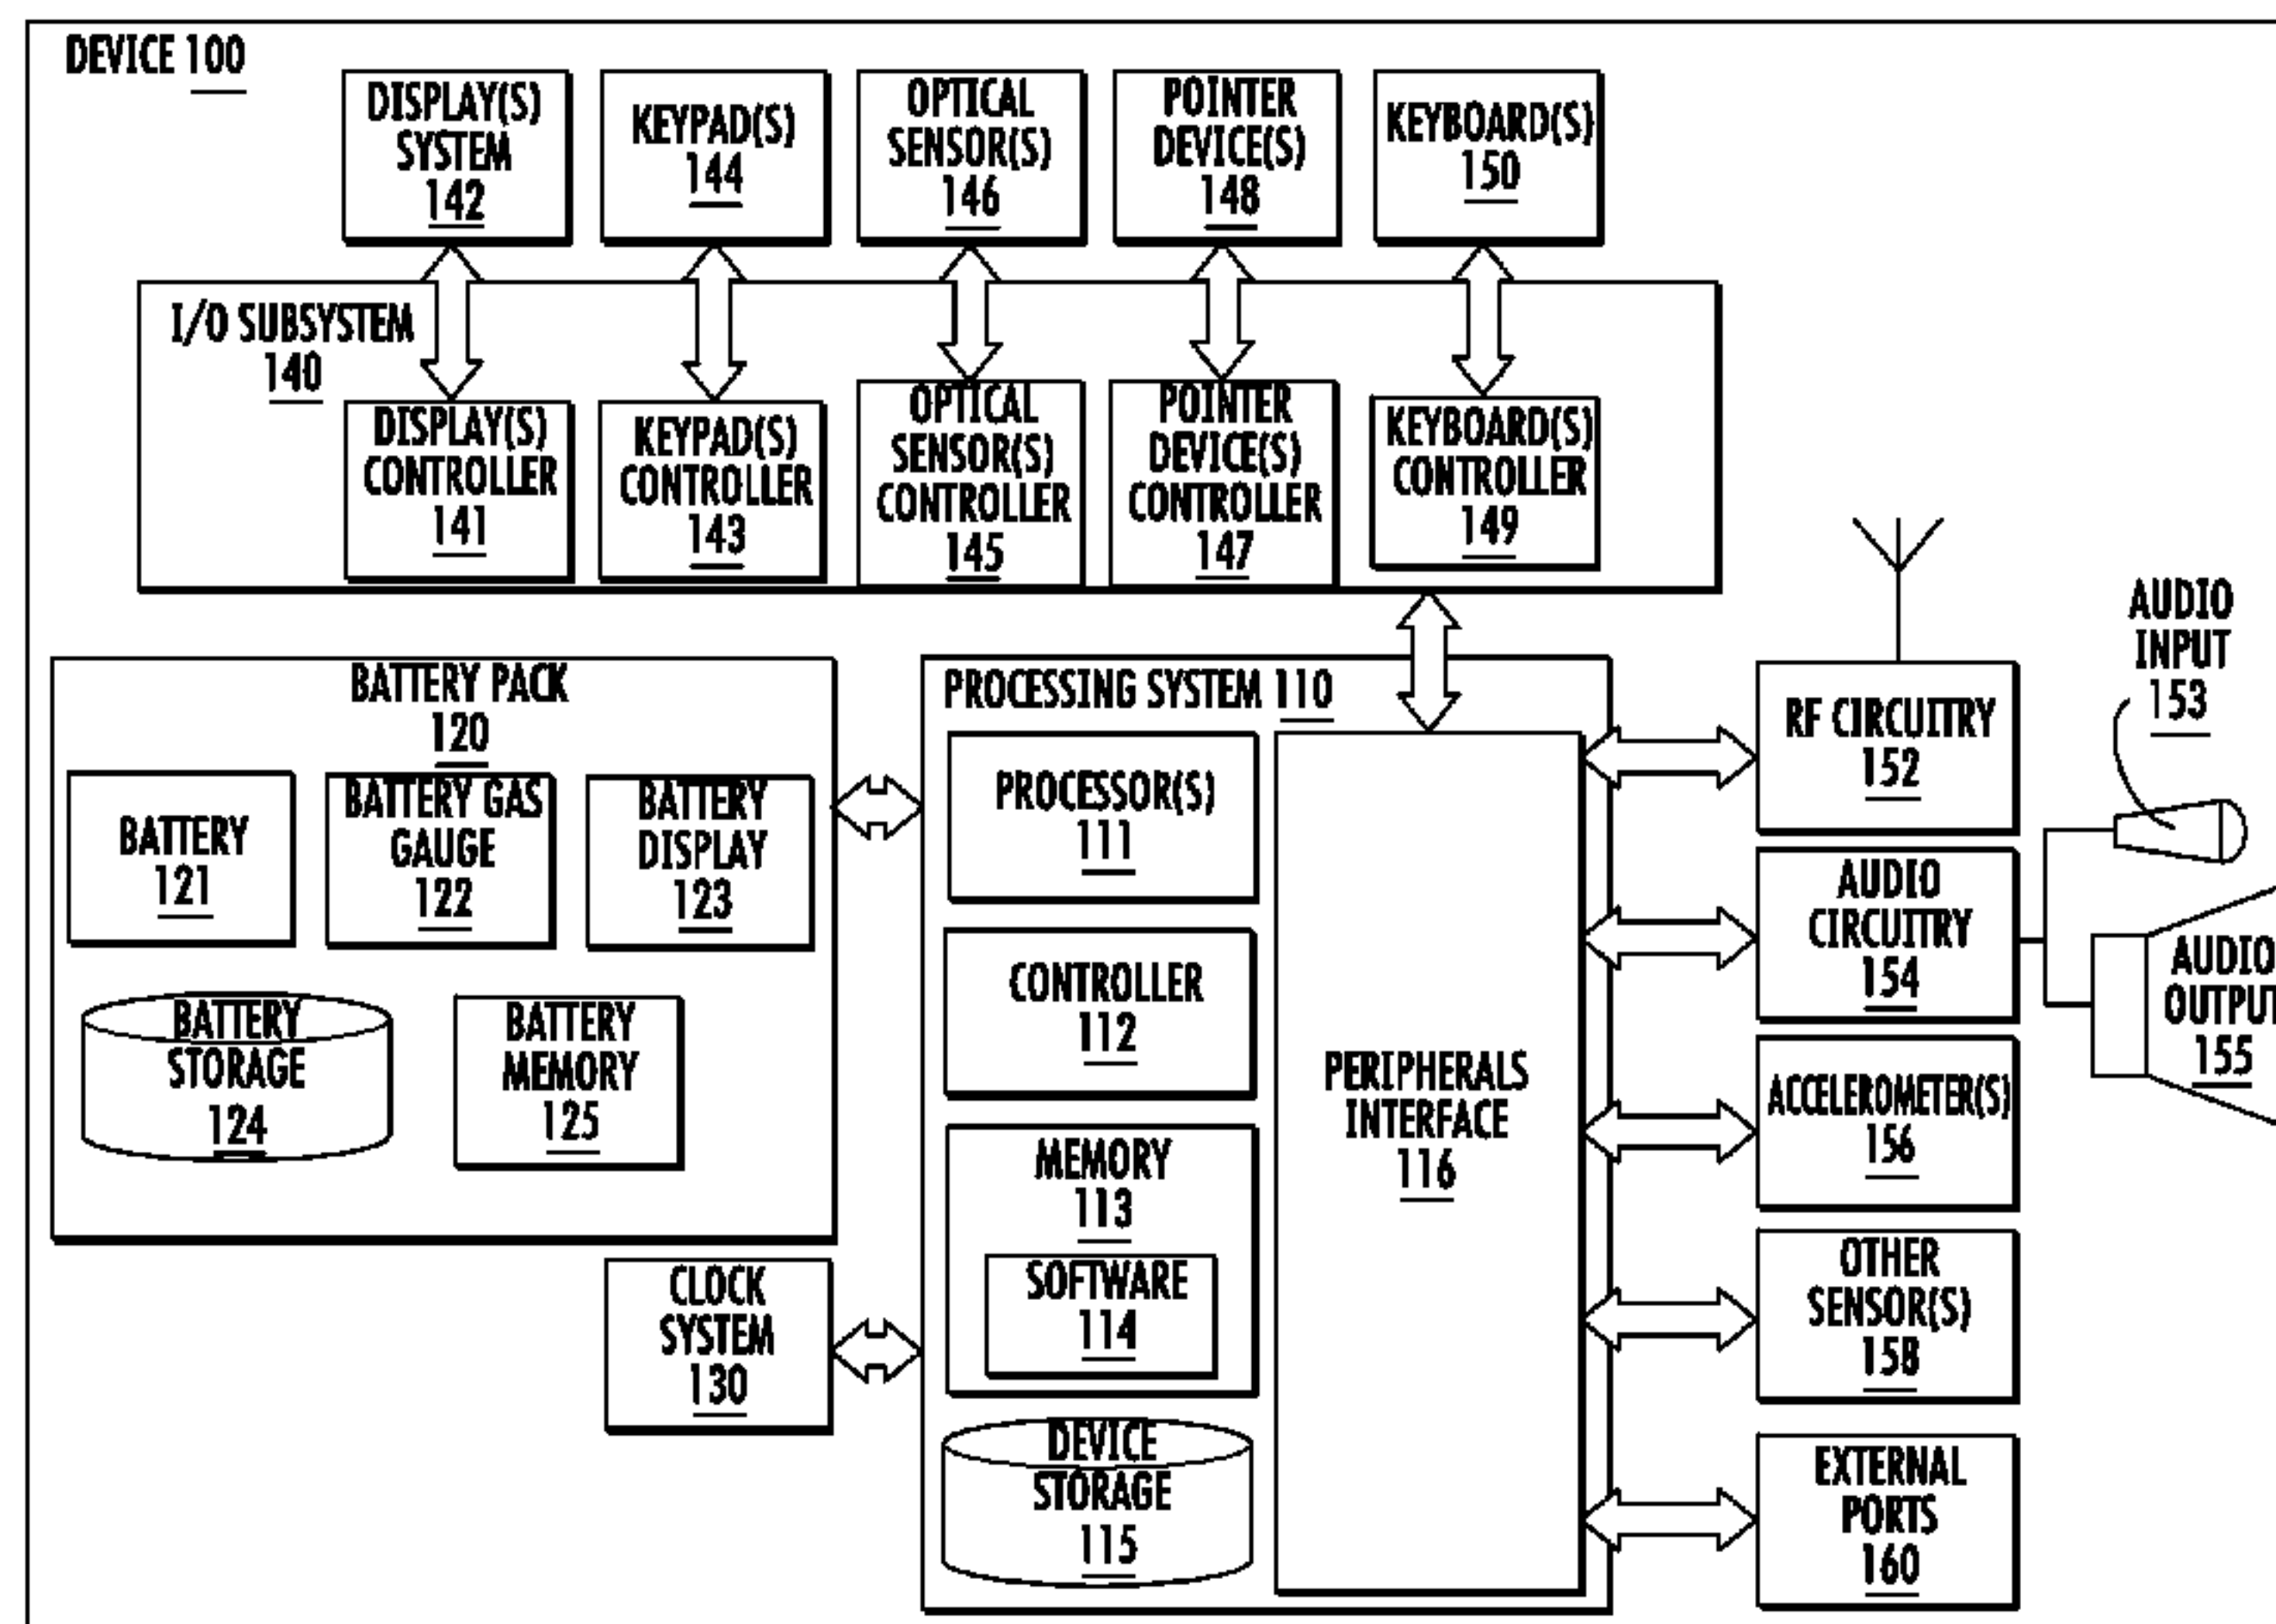 DEVICE 100
DISPLAY(S)
SYSTEM
142
KEYPAD(S)
144
OPTICAL
SENSOR(S)
146
POINTER
DEVICE(S)
148
KEYBOARD(S)
150
I/O SUBSYSTEM
140
DISPLAY(S)
CONTROLLER
141
KEYPAD(S)
CONTROLLER
143
OPTICAL
SENSOR(S)
CONTROLLER
145
POINTER
DEVICE(S)
CONTROLLER
147
KEYBOARD(S)
CONTROLLER
149
BATTERY PACK
120
BATTERY
121
BATTERY GAS
GAUGE
122
BATTERY
DISPLAY
123
BATTERY
STORAGE
124
BATTERY
MEMORY
125
CLOCK
SYSTEM
130
PROCESSING SYSTEM 110
PROCESSOR(S)
111
CONTROLLER
112
MEMORY
113
SOFTWARE
114
DEVICE
STORAGE
115
PERIPHERALS
INTERFACE
116
RF CIRCUITRY
152
AUDIO
CIRCUITRY
154
ACCELEROMETER(S)
156
OTHER
SENSOR(S)
158
EXTERNAL
PORTS
160
AUDIO
INPUT
153
AUDIO
OUTPUT
155